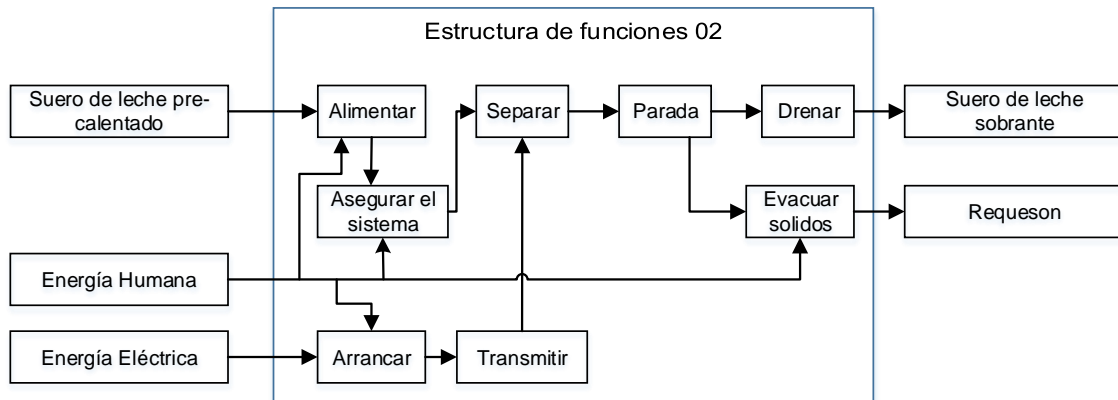 Estructura de funciones 02
Suero de leche pre-
calentado
Alimentar
Separar
Parada
Drenar
Suero de leche
sobrante
Asegurar el
sistema
Evacuar
solidos
Requeson
Energía Humana
Energía Eléctrica
Arrancar
Transmitir